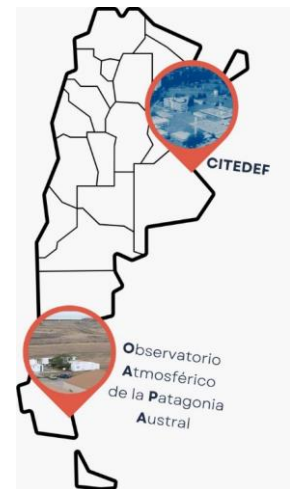 CITEDEF
Observatorio
Atmosférico
de la Patagonia
Austral